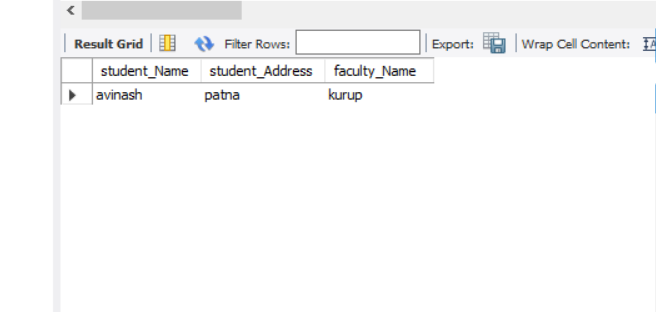 Result Grid Filter Rows: Export: Wrap Cell Content:
student_Name student_Address faculty_Name
avinash patna kurup